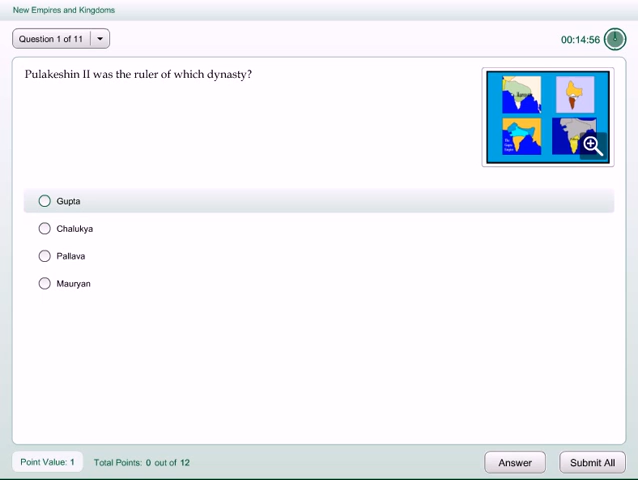 New Empires and Kingdoms
Question 1 of 11
00:14:56
Pulakeshin II was the ruler of which dynasty?
Gupta
Chalukya
Pallava
Mauryan
Point Value: 1
Total Points: 0 out of 12
Answer
Submit All